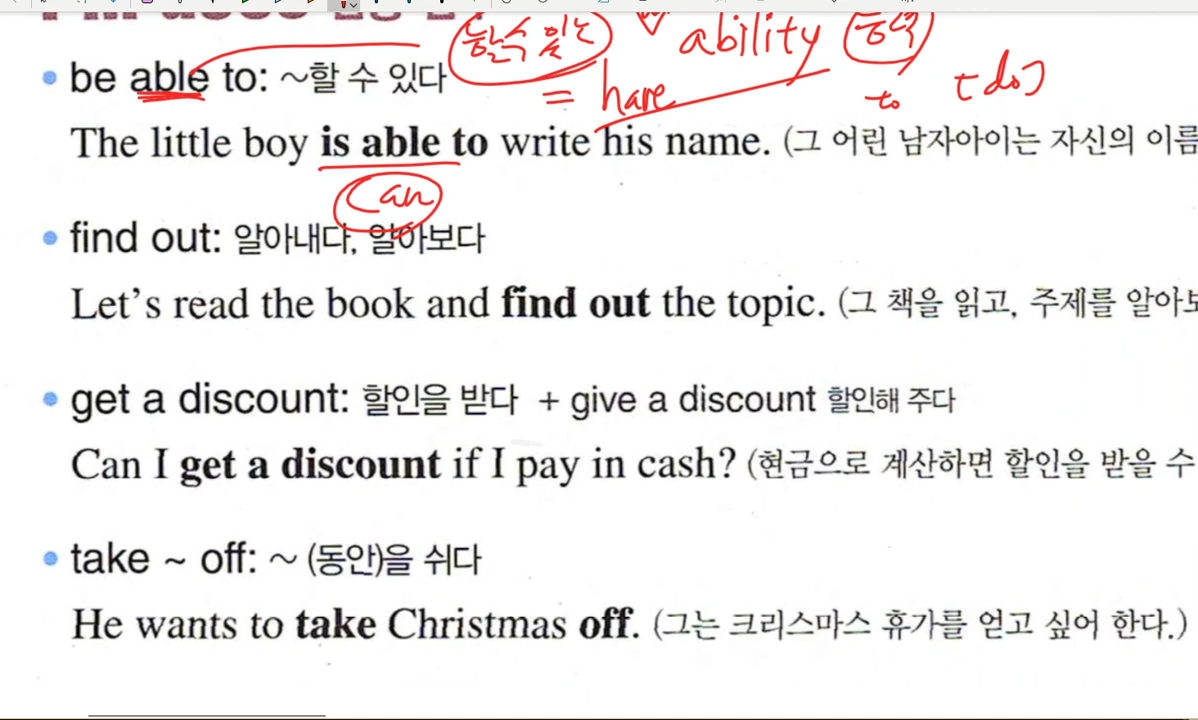 할 수 있는 ability 능력
be able to: ~할 수 있다
= have to [do]
The little boy is able to write his name. (그 어린 남자아이는 자신의 이름
can
find out: 알아내다, 알아보다
Let's read the book and find out the topic. (그 책을 읽고, 주제를 알아보
get a discount: 할인을 받다 + give a discount 할인해 주다
Can I get a discount if I pay in cash? (현금으로 계산하면 할인을 받을 수
take ~ off: ~ (동안)을 쉬다
He wants to take Christmas off. (그는 크리스마스 휴가를 얻고 싶어 한다.)